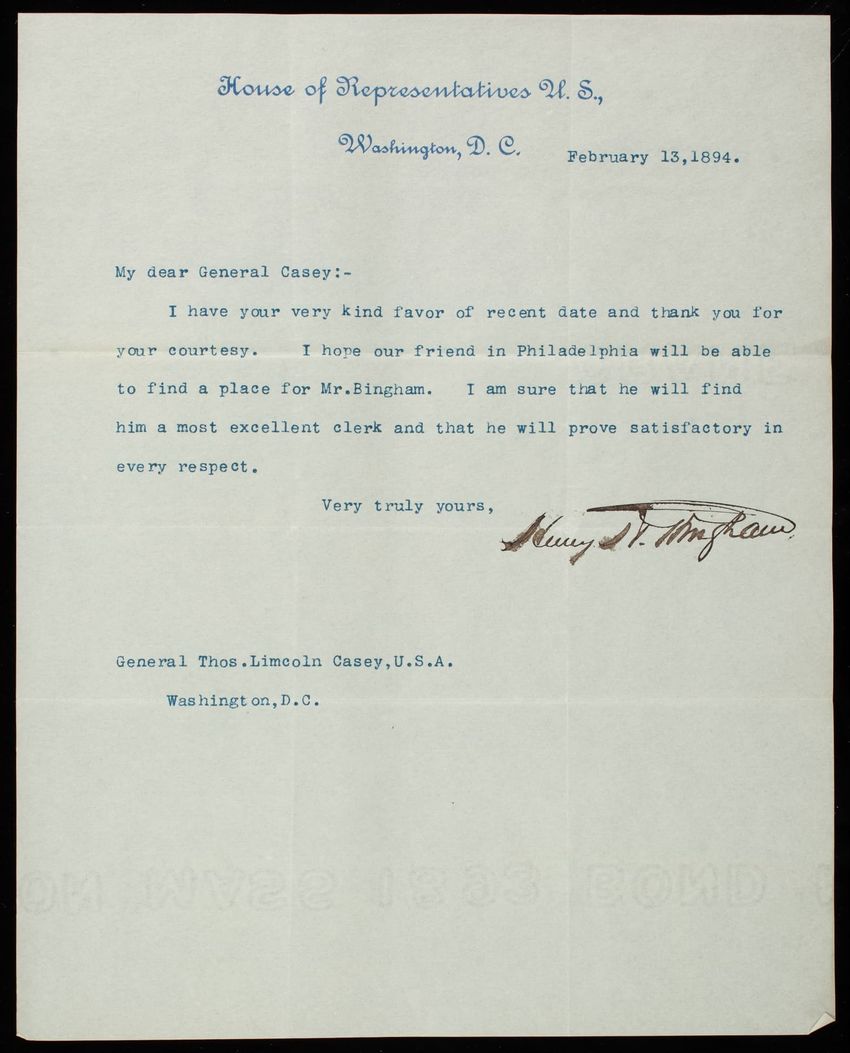 House of Representatives U. S.,
Washington, D. C.
February 13,1894.
My dear General Casey:-
I have your very kind favor of recent date and thank you for
your courtesy. I hope our friend in Philadelphia will be able
to find a place for Mr.Bingham. I am sure that he will find
him a most excellent clerk and that he will prove satisfactory in
every respect.
Very truly yours,
Henry H. Bingham
General Thos.Limcoln Casey,U.S.A.
Washington,D.C.